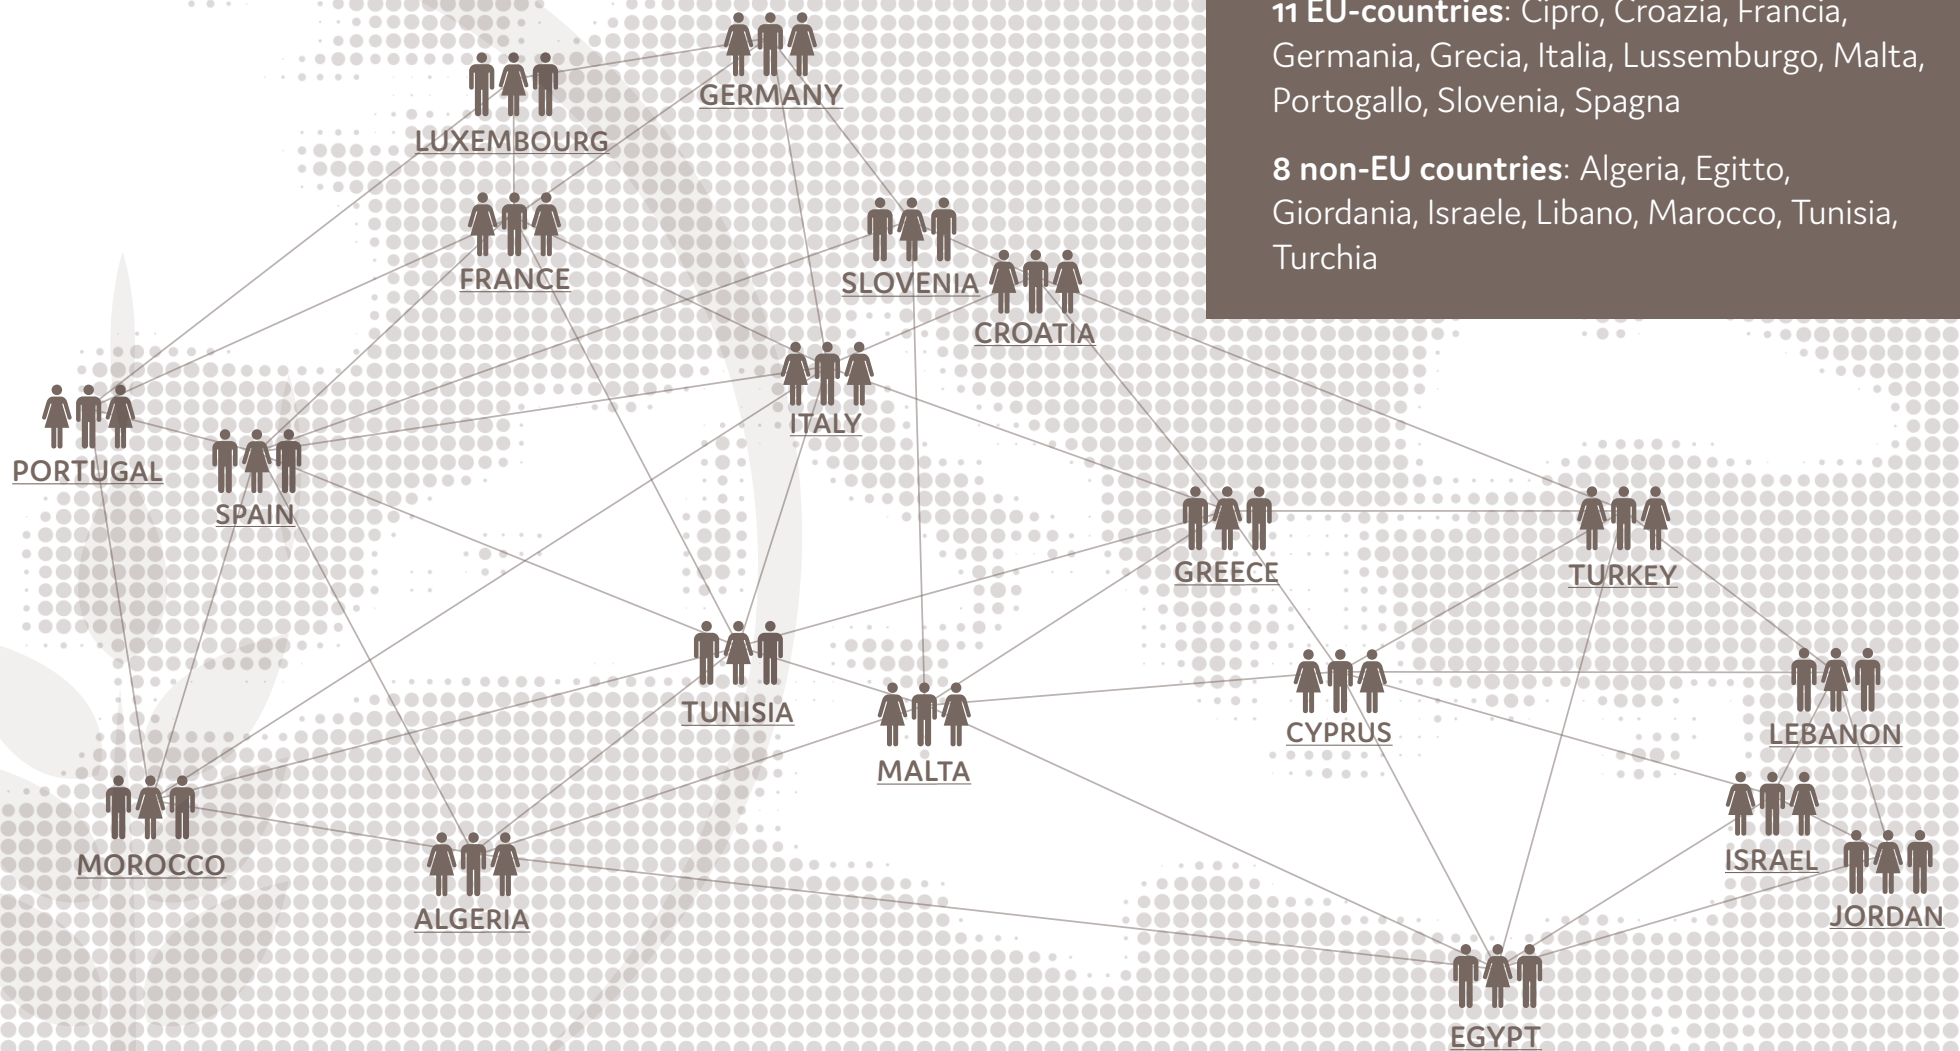 11 EU-countries: Cipro, Croazia, Francia,
Germania, Grecia, Italia, Lussemburgo, Malta,
Portogallo, Slovenia, Spagna
8 non-EU countries: Algeria, Egitto,
Giordania, Israele, Libano, Marocco, Tunisia,
Turchia
GERMANY
LUXEMBOURG
FRANCE
SLOVENIA
CROATIA
ITALY
PORTUGAL
SPAIN
GREECE
TURKEY
TUNISIA
CYPRUS
LEBANON
MALTA
ISRAEL
MOROCCO
JORDAN
ALGERIA
EGYPT